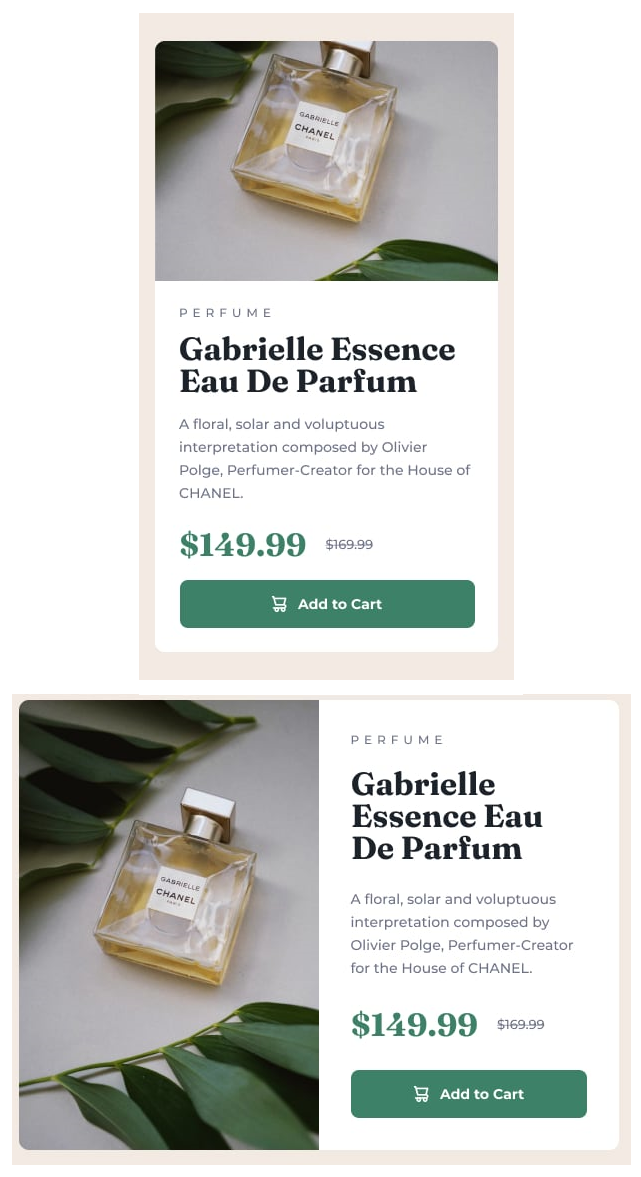 GABRIELLE
CHANEL
PARIS
PERFUME
Gabrielle Essence
Eau De Parfum
A floral, solar and voluptuous
interpretation composed by Olivier
Polge, Perfumer-Creator for the House of
CHANEL.
$149.99 $169.99
Add to Cart
GABRIELLE
CHANEL
PARIS
PERFUME
Gabrielle
Essence Eau
De Parfum
A floral, solar and voluptuous
interpretation composed by
Olivier Polge, Perfumer-Creator
for the House of CHANEL.
$149.99 $169.99
Add to Cart